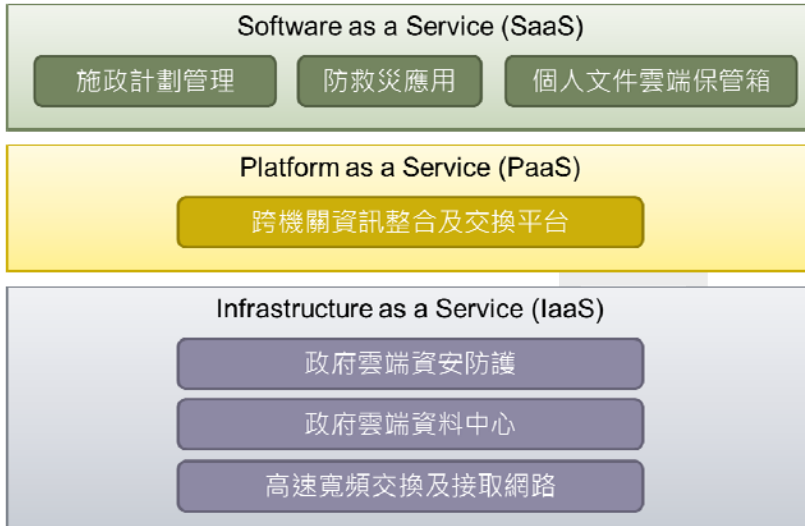 Software as a Service (SaaS)
施政計劃管理 防救災應用 個人文件雲端保管箱
Platform as a Service (PaaS)
跨機關資訊整合及交換平台
Infrastructure as a Service (IaaS)
政府雲端資安防護
政府雲端資料中心
高速寬頻交換及接取網路